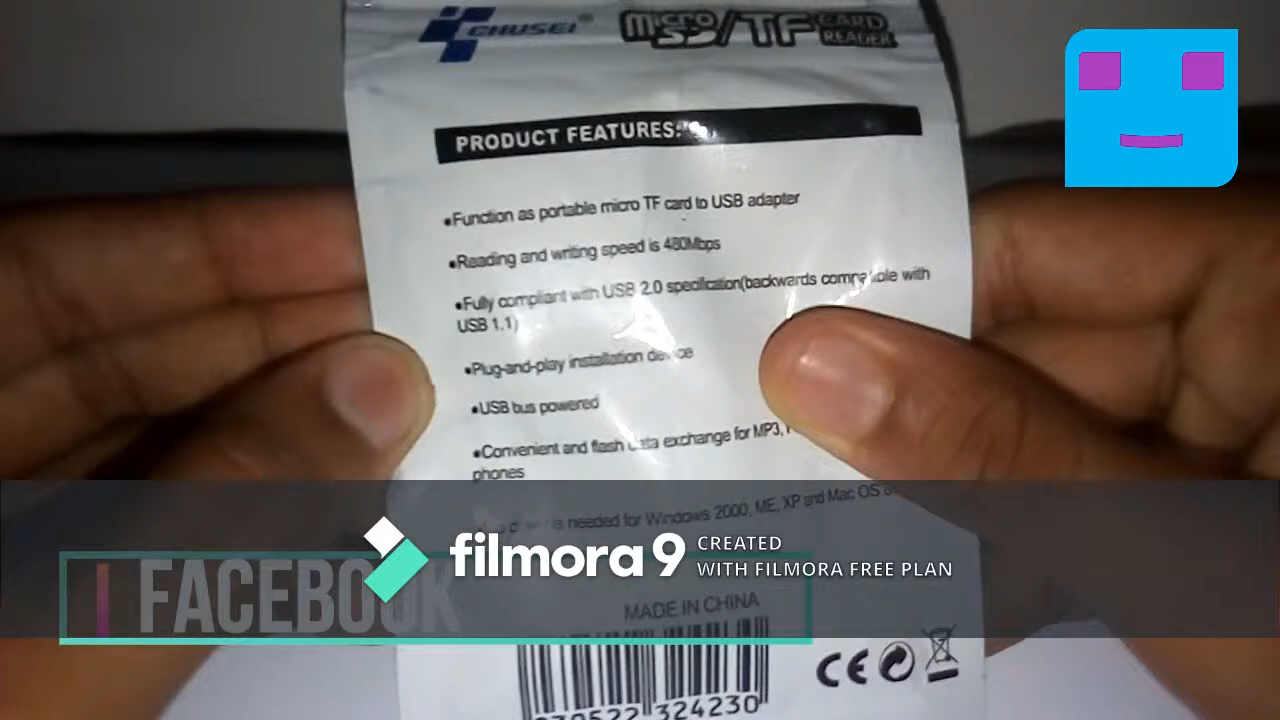 CHUSEI®
micro SD/TF CARD READER
PRODUCT FEATURES:
•Function as portable micro TF card to USB adapter
•Reading and writing speed is 480Mbps
•Fully compliant with USB 2.0 specification(backwards compatible with
USB 1.1)
•Plug-and-play installation device
•USB bus powered
•Convenient and flash data exchange for MP3,
phones
is needed for Windows 2000, ME, XP and Mac OS
filmora9 CREATED
WITH FILMORA FREE PLAN
FACEBOOK
MADE IN CHINA
CE
324230